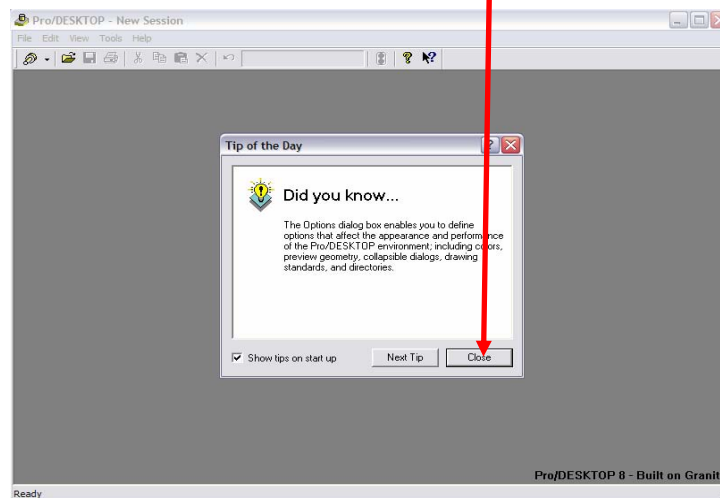 Pro/DESKTOP - New Session
File Edit View Tools Help
Tip of the Day
Did you know...
The Options dialog box enables you to define
options that affect the appearance and performance
of the Pro/DESKTOP environment; including colors,
preview geometry, collapsible dialogs, drawing
standards, and directories.
Show tips on start up Next Tip Close
Pro/DESKTOP 8 - Built on Granit
Ready